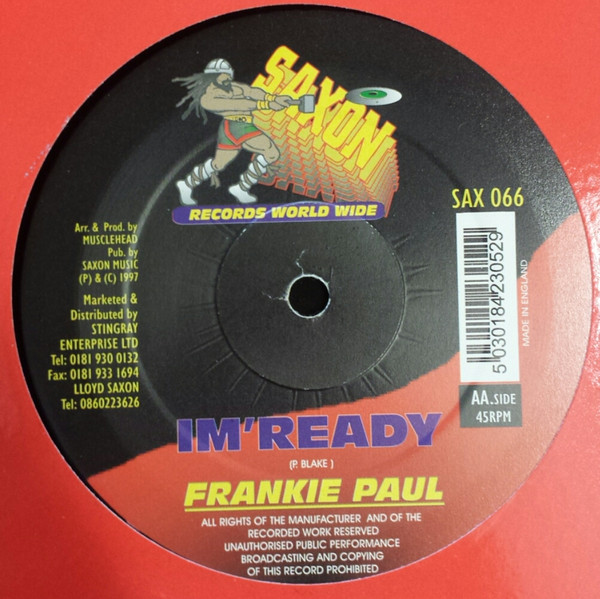 SAXON
RECORDS WORLD WIDE
SAX 066
Arr. & Prod. by
MUSCLEHEAD
Pub. by
SAXON MUSIC
(P) & (C) 1997
Marketed &
Distributed by
STINGRAY
ENTERPRISE LTD
Tel: 0181 930 0132
Fax: 0181 933 1694
LLOYD SAXON
Tel: 0860223626
5 030184 230529
MADE IN ENGLAND
AA.SIDE
45RPM
IM'READY
(P. BLAKE )
FRANKIE PAUL
ALL RIGHTS OF THE MANUFACTURER AND OF THE
RECORDED WORK RESERVED
UNAUTHORISED PUBLIC PERFORMANCE
BROADCASTING AND COPYING
OF THIS RECORD PROHIBITED